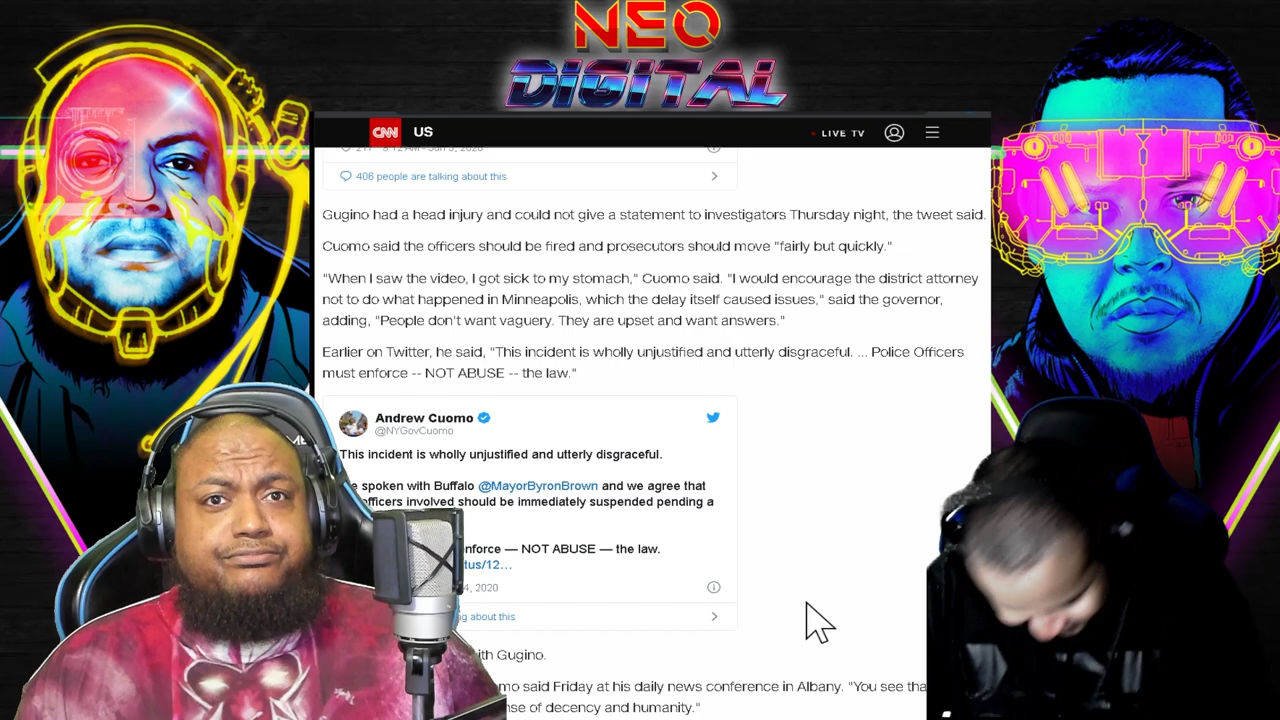 NEO
DIGITAL
CNN US
LIVE TV
406 people are talking about this
Gugino had a head injury and could not give a statement to investigators Thursday night, the tweet said.
Cuomo said the officers should be fired and prosecutors should move "fairly but quickly."
"When I saw the video, I got sick to my stomach," Cuomo said. "I would encourage the district attorney
not to do what happened in Minneapolis, which the delay itself caused issues," said the governor,
adding, "People don't want vaguery. They are upset and want answers."
Earlier on Twitter, he said, "This incident is wholly unjustified and utterly disgraceful. ... Police Officers
must enforce -- NOT ABUSE -- the law."
Andrew Cuomo
@NYGovCuomo
This incident is wholly unjustified and utterly disgraceful.
spoken with Buffalo @MayorByronBrown and we agree that
officers involved should be immediately suspended pending a
enforce — NOT ABUSE — the law.
tus/12...
4, 2020
about this
ith Gugino.
mo said Friday at his daily news conference in Albany. "You see tha
nse of decency and humanity."